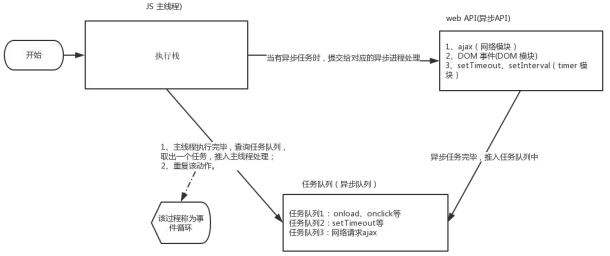 JS 主线程)
web API(异步API)
开始
执行栈
当有异步任务时，提交给对应的异步进程处理
1、ajax（网络模块）
2、DOM 事件(DOM 模块)
3、setTimeout、setInterval（timer 模
块）
1、主线程执行完毕，查询任务队列，
取出一个任务，推入主线程处理；
2、重复该动作。
异步任务完毕，推入任务队列中
该过程称为事
件循环
任务队列（异步队列）
任务队列1：onload、onclick等
任务队列2：setTimeout等
任务队列3：网络请求ajax